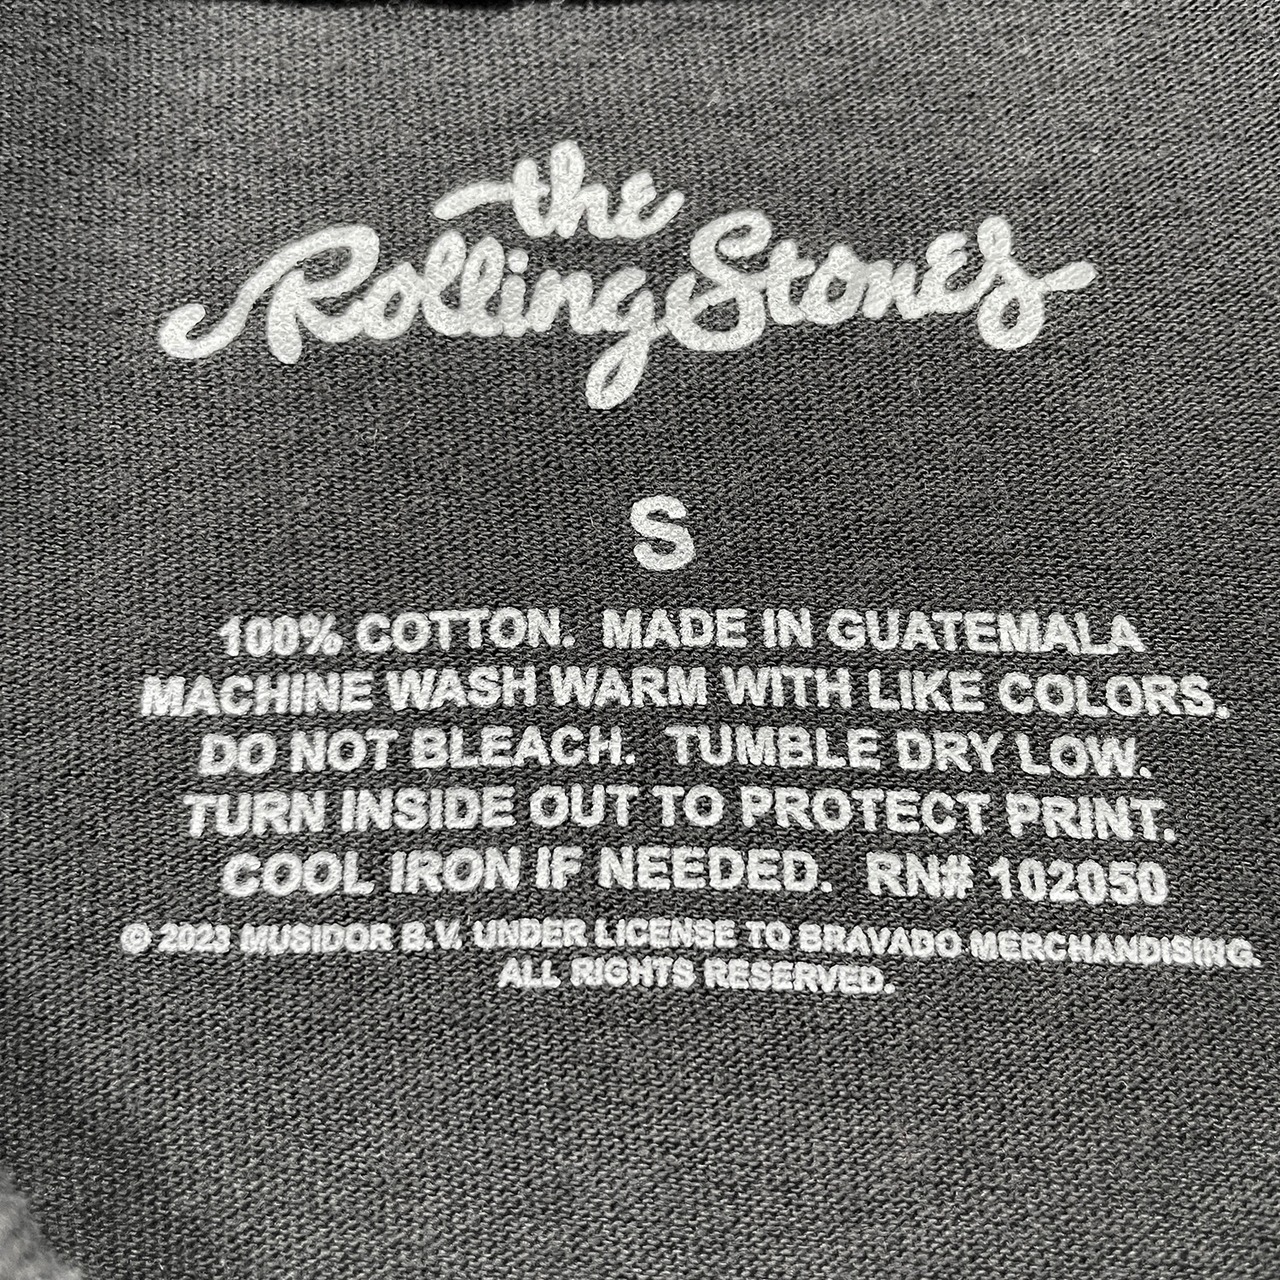 the
Rolling Stones
S
100% COTTON. MADE IN GUATEMALA
MACHINE WASH WARM WITH LIKE COLORS.
DO NOT BLEACH. TUMBLE DRY LOW.
TURN INSIDE OUT TO PROTECT PRINT.
COOL IRON IF NEEDED. RN# 102050
© 2023 MUSIDOR B.V. UNDER LICENSE TO BRAVADO MERCHANDISING.
ALL RIGHTS RESERVED.